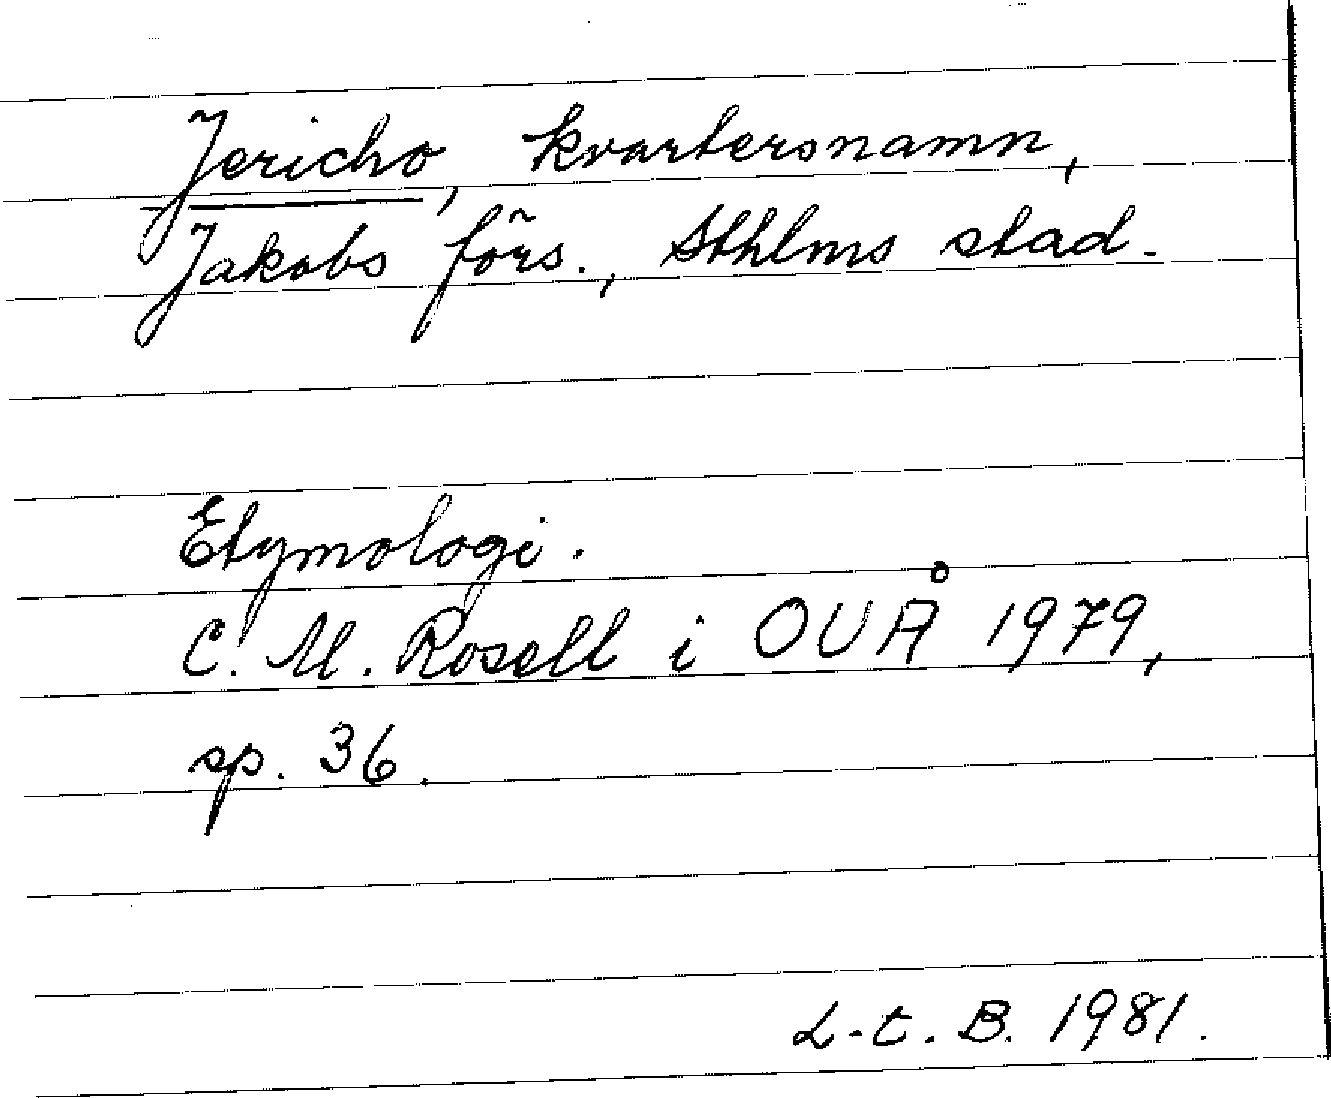 Jericho, kvartersnamn,
Jakobs förs., Sthlms stad.
Etymologi.
C. M. Rosell i OUÅ 1979,
sp. 36.
L-t. B. 1981.